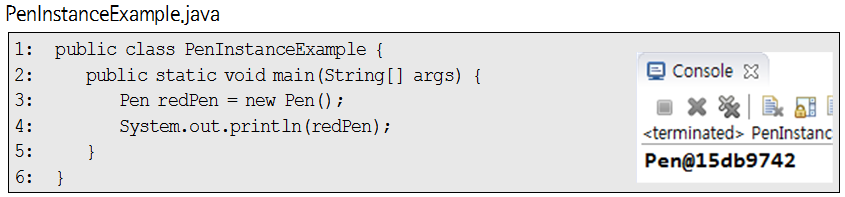 PenInstanceExample.java
1: public class PenInstanceExample {
2: public static void main(String[] args) {
3: Pen redPen = new Pen();
4: System.out.println(redPen);
5: }
6: }
Console
<terminated> PenInstanc
Pen@15db9742